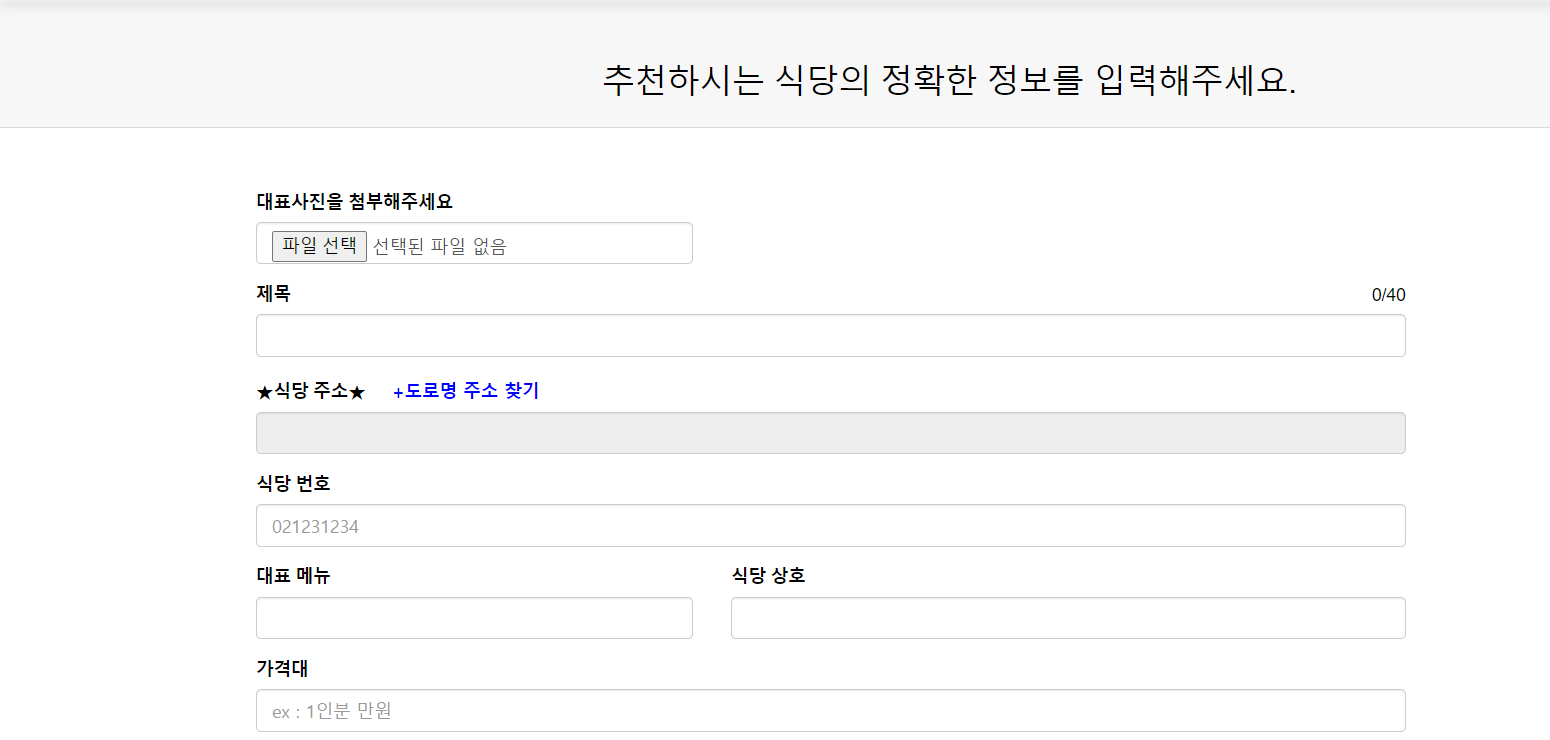 추천하시는 식당의 정확한 정보를 입력해주세요.
대표사진을 첨부해주세요
파일 선택 선택된 파일 없음
제목 0/40
★식당 주소★ +도로명 주소 찾기
식당 번호
021231234
대표 메뉴 식당 상호
가격대
ex : 1인분 만원